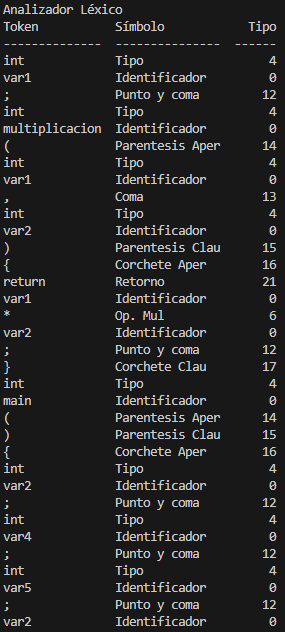 Analizador Léxico
Token Símbolo Tipo
-------------- --------------- ------
int Tipo 4
var1 Identificador 0
; Punto y coma 12
int Tipo 4
multiplicacion Identificador 0
( Parentesis Aper 14
int Tipo 4
var1 Identificador 0
, Coma 13
int Tipo 4
var2 Identificador 0
) Parentesis Clau 15
{ Corchete Aper 16
return Retorno 21
var1 Identificador 0
* Op. Mul 6
var2 Identificador 0
; Punto y coma 12
} Corchete Clau 17
int Tipo 4
main Identificador 0
( Parentesis Aper 14
) Parentesis Clau 15
{ Corchete Aper 16
int Tipo 4
var2 Identificador 0
; Punto y coma 12
int Tipo 4
var4 Identificador 0
; Punto y coma 12
int Tipo 4
var5 Identificador 0
; Punto y coma 12
var2 Identificador 0